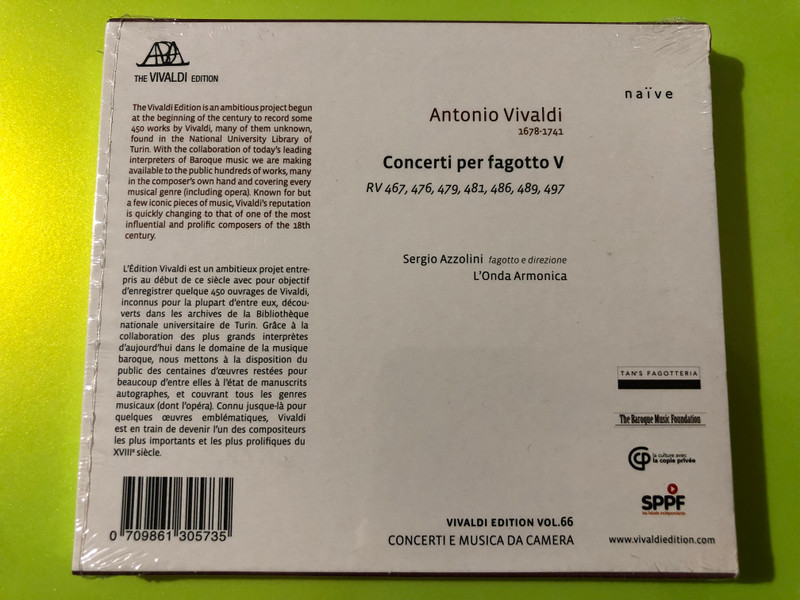 THE VIVALDI EDITION
The Vivaldi Edition is an ambitious project begun
at the beginning of the century to record some
450 works by Vivaldi, many of them unknown,
found in the National University Library of
Turin. With the collaboration of today's leading
interpreters of Baroque music we are making
available to the public hundreds of works, many
in the composer's own hand and covering every
musical genre (including opera). Known for but
a few iconic pieces of music, Vivaldi's reputation
is quickly changing to that of one of the most
influential and prolific composers of the 18th
century.
L'Édition Vivaldi est un ambitieux projet entre-
pris au début de ce siècle avec pour objectif
d'enregistrer quelque 450 ouvrages de Vivaldi,
inconnus pour la plupart d'entre eux, décou-
verts dans les archives de la Bibliothèque
nationale universitaire de Turin. Grâce à la
collaboration des plus grands interprètes
d'aujourd'hui dans le domaine de la musique
baroque, nous mettons à la disposition du
public des centaines d'œuvres restées pour
beaucoup d'entre elles à l'état de manuscrits
autographes, et couvrant tous les genres
musicaux (dont l'opéra). Connu jusque-là pour
quelques œuvres emblématiques, Vivaldi
est en train de devenir l'un des compositeurs
les plus importants et les plus prolifiques du
XVIIIe siècle.
0 709861 305735
naïve
Antonio Vivaldi
1678-1741
Concerti per fagotto V
RV 467, 476, 479, 481, 486, 489, 497
Sergio Azzolini fagotto e direzione
L'Onda Armonica
TAN'S FAGOTTERIA
The Baroque Music Foundation
la culture avec
la copie privée
SPPF
les labels indépendants
VIVALDI EDITION VOL.66
CONCERTI E MUSICA DA CAMERA
www.vivaldiedition.com